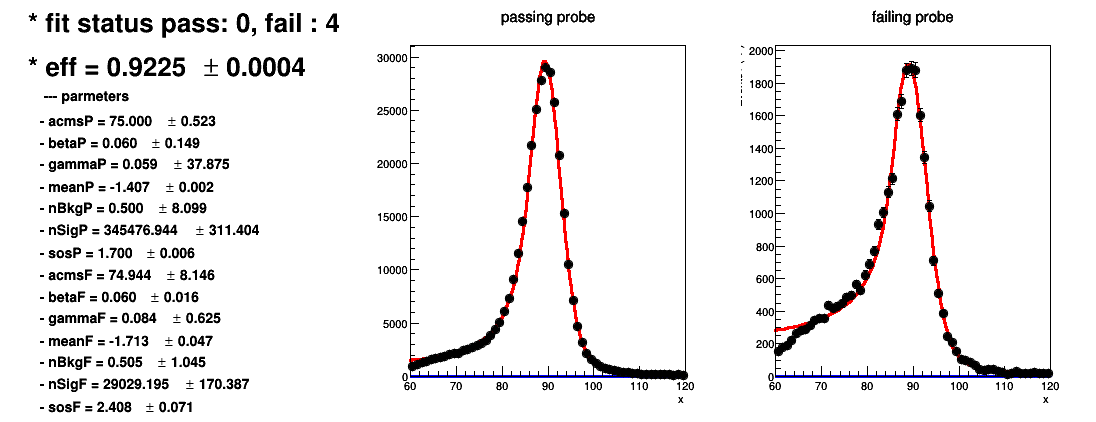 * fit status pass: 0, fail : 4
* eff = 0.9225 ± 0.0004
--- parmeters
- acmsP = 75.000 ± 0.523
- betaP = 0.060 ± 0.149
- gammaP = 0.059 ± 37.875
- meanP = -1.407 ± 0.002
- nBkgP = 0.500 ± 8.099
- nSigP = 345476.944 ± 311.404
- sosP = 1.700 ± 0.006
- acmsF = 74.944 ± 8.146
- betaF = 0.060 ± 0.016
- gammaF = 0.084 ± 0.625
- meanF = -1.713 ± 0.047
- nBkgF = 0.505 ± 1.045
- nSigF = 29029.195 ± 170.387
- sosF = 2.408 ± 0.071
passing probe
30000
25000
20000
15000
10000
5000
0
60 70 80 90 100 110 120
x
failing probe
2000
1800
1600
1400
1200
1000
800
600
400
200
0
60 70 80 90 100 110 120
x